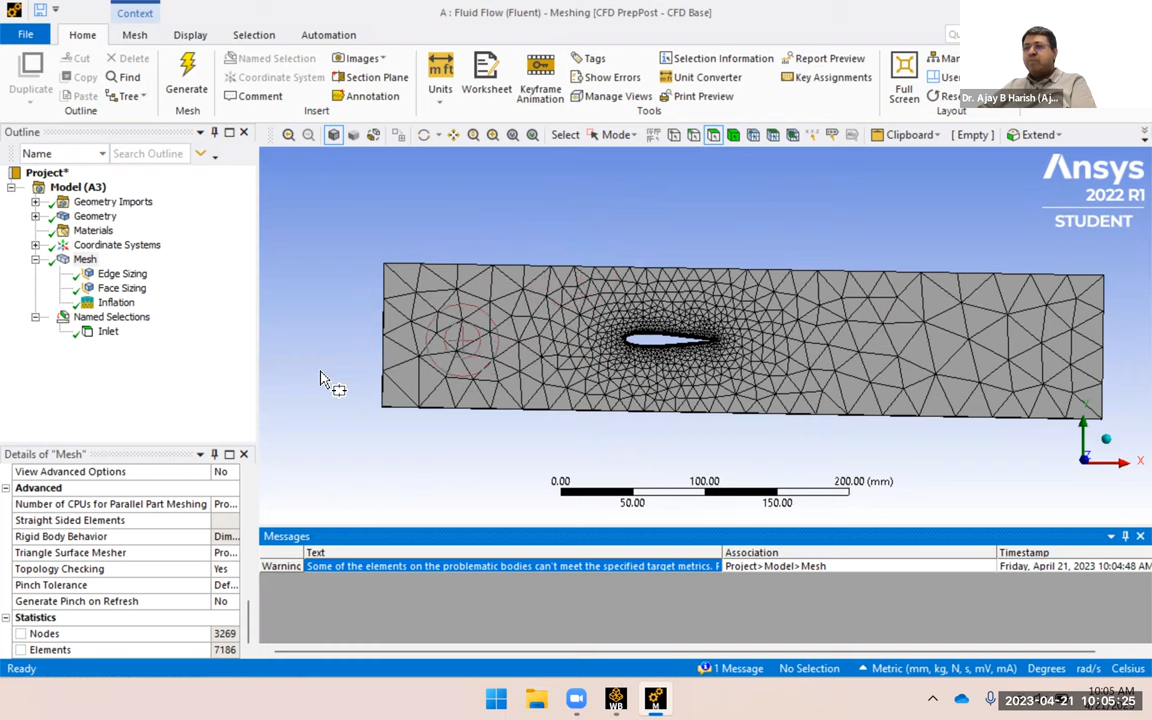 Context
A : Fluid Flow (Fluent) - Meshing [CFD PrepPost - CFD Base]
File Home Mesh Display Selection Automation
Duplicate Cut Copy Paste Delete Find Tree
Outline
Generate
Mesh
Named Selection Coordinate System Comment Images Section Plane Annotation
Insert
Units Worksheet Keyframe Animation Tags Show Errors Manage Views Selection Information Unit Converter Print Preview Report Preview Key Assignments
Tools
Full Screen
Layout
Dr. Ajay B Harish (Aj...
Outline
Name Search Outline
Select Mode Clipboard [ Empty ] Extend
Project*
Model (A3)
Geometry Imports
Geometry
Materials
Coordinate Systems
Mesh
Edge Sizing
Face Sizing
Inflation
Named Selections
Inlet
Ansys
2022 R1
STUDENT
Y
Z
X
0.00 100.00 200.00 (mm)
50.00 150.00
Details of "Mesh"
View Advanced Options No
Advanced
Number of CPUs for Parallel Part Meshing Pro...
Straight Sided Elements
Rigid Body Behavior Dim...
Triangle Surface Mesher Pro...
Topology Checking Yes
Pinch Tolerance Def...
Generate Pinch on Refresh No
Statistics
Nodes 3269
Elements 7186
Messages
Text Association Timestamp
Warning Some of the elements on the problematic bodies can't meet the specified target metrics. Project>Model>Mesh Friday, April 21, 2023 10:04:48 AM
Ready 1 Message No Selection Metric (mm, kg, N, s, mV, mA) Degrees rad/s Celsius
WB M
10:05 AM
2023-04-21 10:05:25